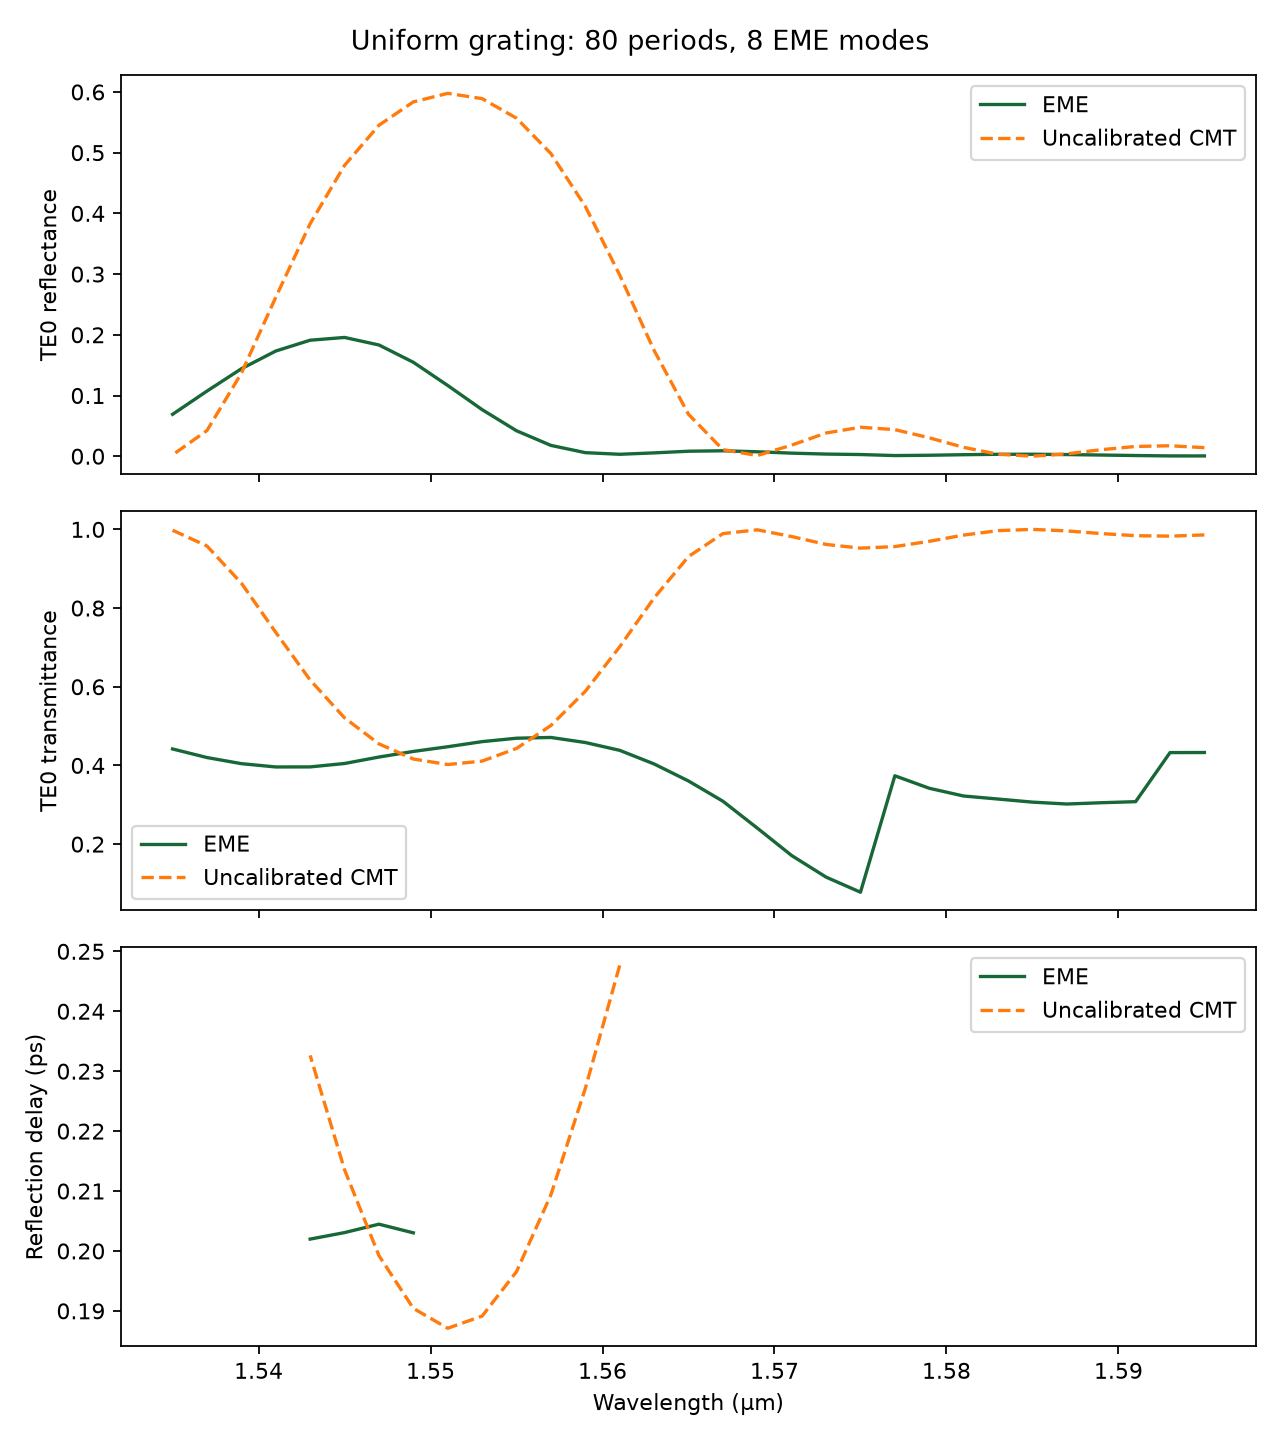 Uniform grating: 80 periods, 8 EME modes
0.6
0.5
0.4
0.3
0.2
0.1
0.0
TE0 reflectance
EME
Uncalibrated CMT
1.0
0.8
0.6
0.4
0.2
TE0 transmittance
EME
Uncalibrated CMT
0.25
0.24
0.23
0.22
0.21
0.20
0.19
Reflection delay (ps)
EME
Uncalibrated CMT
1.54
1.55
1.56
1.57
1.58
1.59
Wavelength (µm)